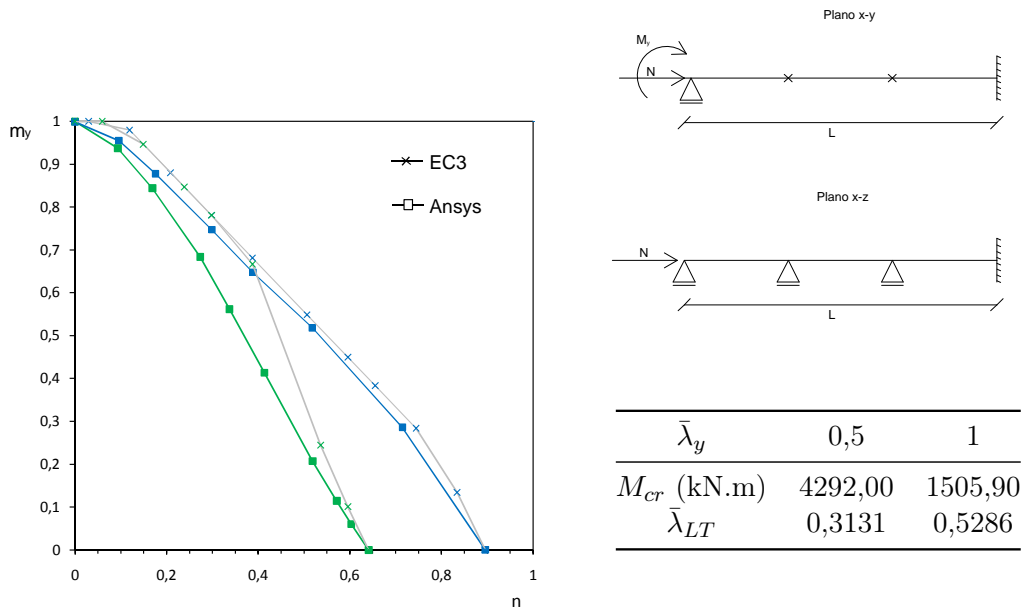 my
1
0,9
0,8
0,7
0,6
0,5
0,4
0,3
0,2
0,1
0
0 0,2 0,4 0,6 0,8 1
n
EC3
Ansys
Plano x-y
My
N
L
Plano x-z
N
L
λ̄y 0,5 1
Mcr (kN.m) 4292,00 1505,90
λ̄LT 0,3131 0,5286